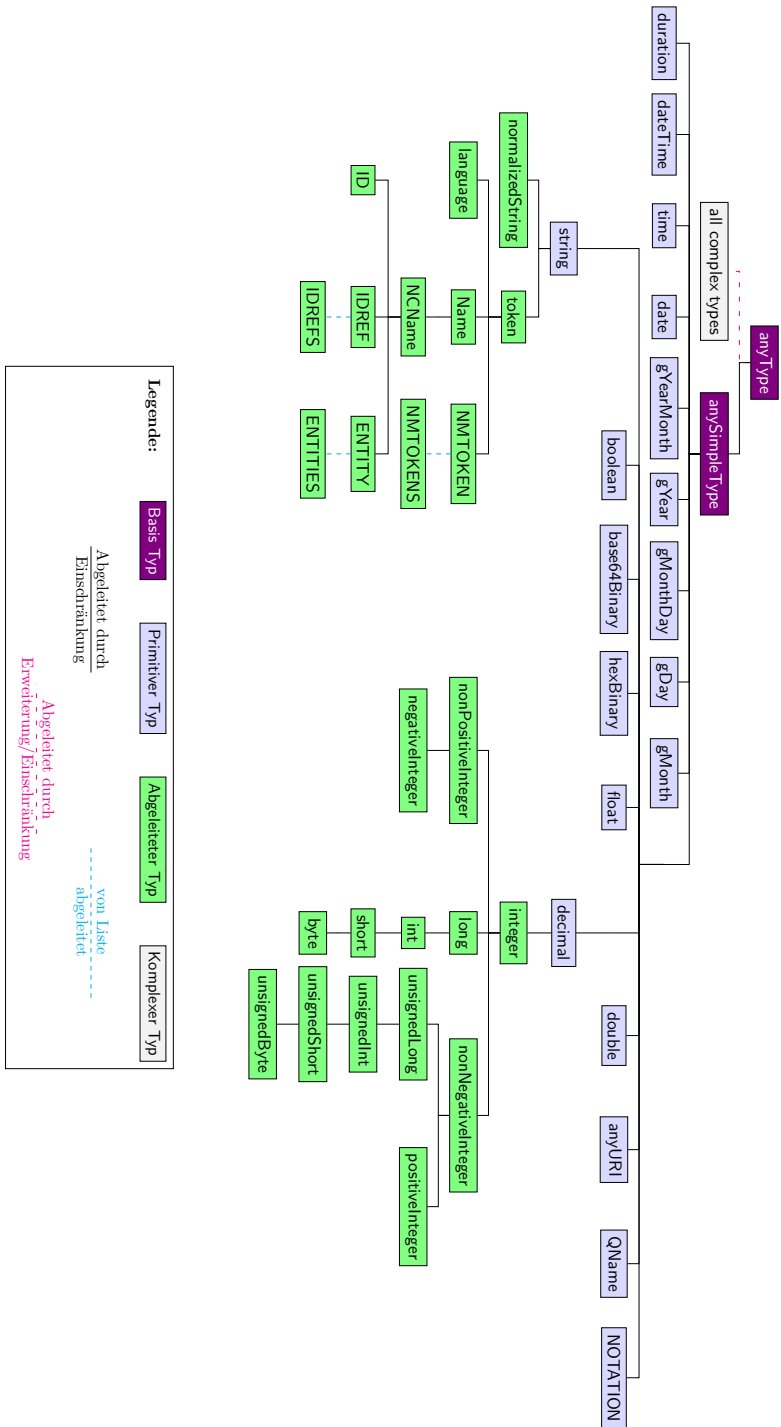 anyType
all complex types
anySimpleType
duration
dateTime
time
date
gYearMonth
gYear
gMonthDay
gDay
gMonth
boolean
base64Binary
hexBinary
float
double
anyURI
QName
NOTATION
string
decimal
normalizedString
token
integer
language
Name
NMTOKEN
nonPositiveInteger
long
nonNegativeInteger
NCName
NMTOKENS
negativeInteger
int
unsignedLong
positiveInteger
ID
IDREF
ENTITY
short
unsignedInt
IDREFS
ENTITIES
byte
unsignedShort
unsignedByte
Legende:
Basis Typ
Primitiver Typ
Abgeleiteter Typ
Komplexer Typ
Abgeleitet durch
Einschränkung
von Liste
abgeleitet
Abgeleitet durch
Erweiterung/Einschränkung